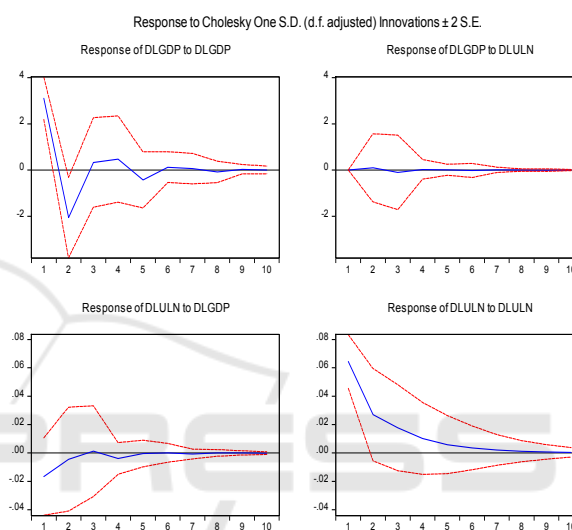 Response to Cholesky One S.D. (d.f. adjusted) Innovations ± 2 S.E.
Response of DLGDP to DLGDP
Response of DLGDP to DLULN
4
2
0
-2
1 2 3 4 5 6 7 8 9 10
4
2
0
-2
1 2 3 4 5 6 7 8 9 10
Response of DLULN to DLGDP
Response of DLULN to DLULN
.08
.06
.04
.02
.00
-.02
-.04
1 2 3 4 5 6 7 8 9 10
.08
.06
.04
.02
.00
-.02
-.04
1 2 3 4 5 6 7 8 9 10
PRESS